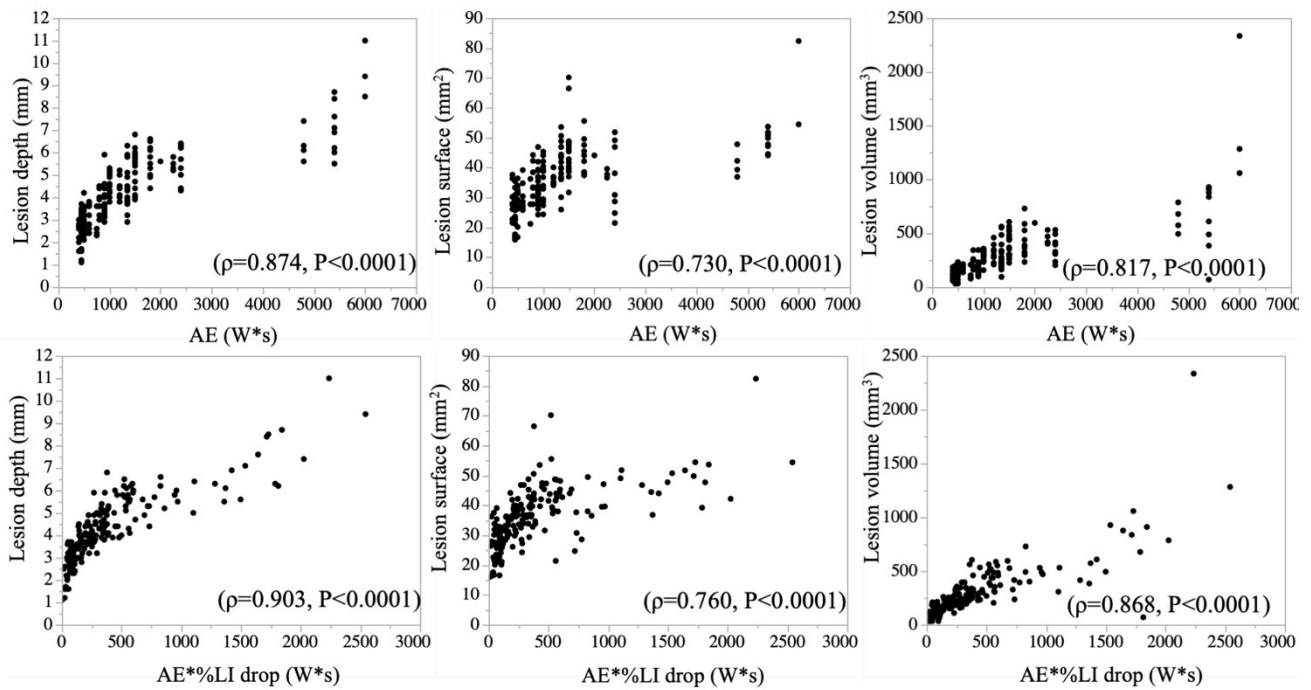 12
11
10
9
8
7
6
5
4
3
2
1
0
Lesion depth (mm)
(ρ=0.874, P<0.0001)
0 1000 2000 3000 4000 5000 6000 7000
AE (W*s)
90
80
70
60
50
40
30
20
10
0
Lesion surface (mm²)
(ρ=0.730, P<0.0001)
0 1000 2000 3000 4000 5000 6000 7000
AE (W*s)
2500
2000
1500
1000
500
0
Lesion volume (mm³)
(ρ=0.817, P<0.0001)
0 1000 2000 3000 4000 5000 6000 7000
AE (W*s)
12
11
10
9
8
7
6
5
4
3
2
1
0
Lesion depth (mm)
(ρ=0.903, P<0.0001)
0 500 1000 1500 2000 2500 3000
AE*%LI drop (W*s)
90
80
70
60
50
40
30
20
10
0
Lesion surface (mm²)
(ρ=0.760, P<0.0001)
0 500 1000 1500 2000 2500 3000
AE*%LI drop (W*s)
2500
2000
1500
1000
500
0
Lesion volume (mm³)
(ρ=0.868, P<0.0001)
0 500 1000 1500 2000 2500 3000
AE*%LI drop (W*s)